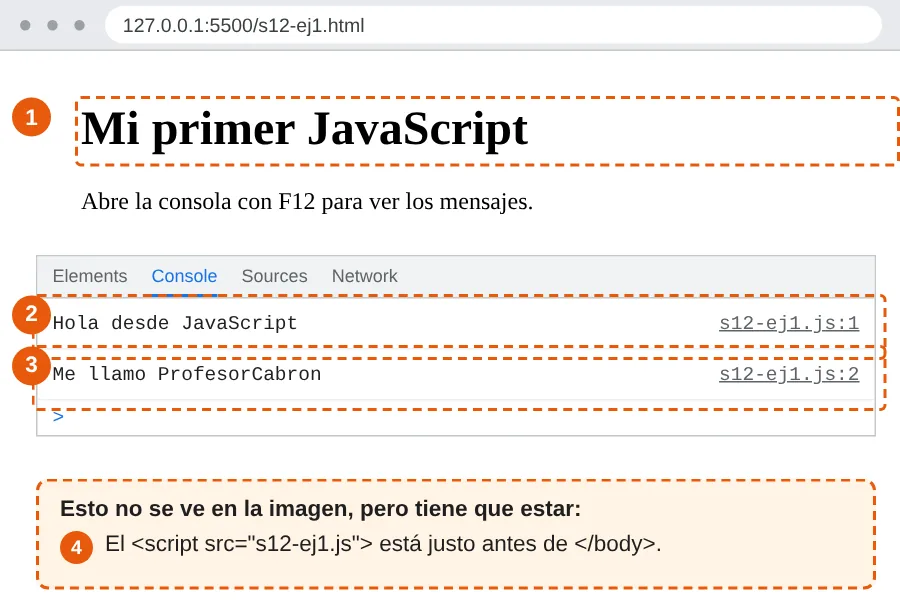 127.0.0.1:5500/s12-ej1.html
1
Mi primer JavaScript
Abre la consola con F12 para ver los mensajes.
Elements Console Sources Network
2
Hola desde JavaScript s12-ej1.js:1
3
Me llamo ProfesorCabron s12-ej1.js:2
>
Esto no se ve en la imagen, pero tiene que estar:
4 El <script src="s12-ej1.js"> está justo antes de </body>.